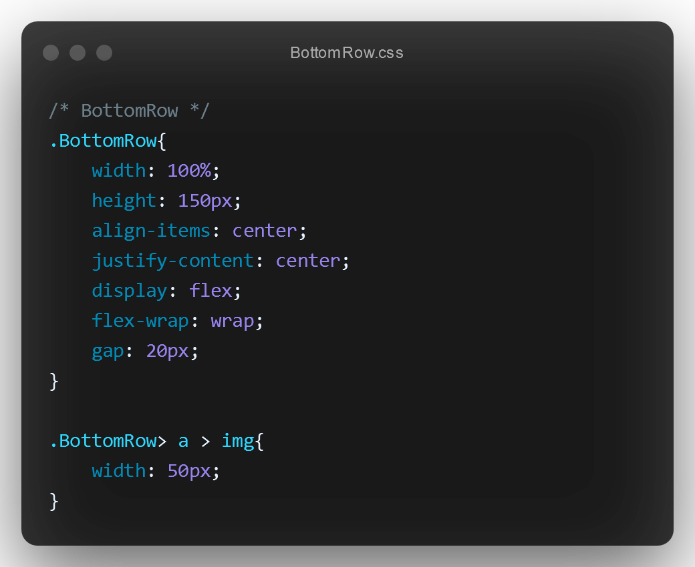 BottomRow.css
/* BottomRow */
.BottomRow{
    width: 100%;
    height: 150px;
    align-items: center;
    justify-content: center;
    display: flex;
    flex-wrap: wrap;
    gap: 20px;
}

.BottomRow> a > img{
    width: 50px;
}